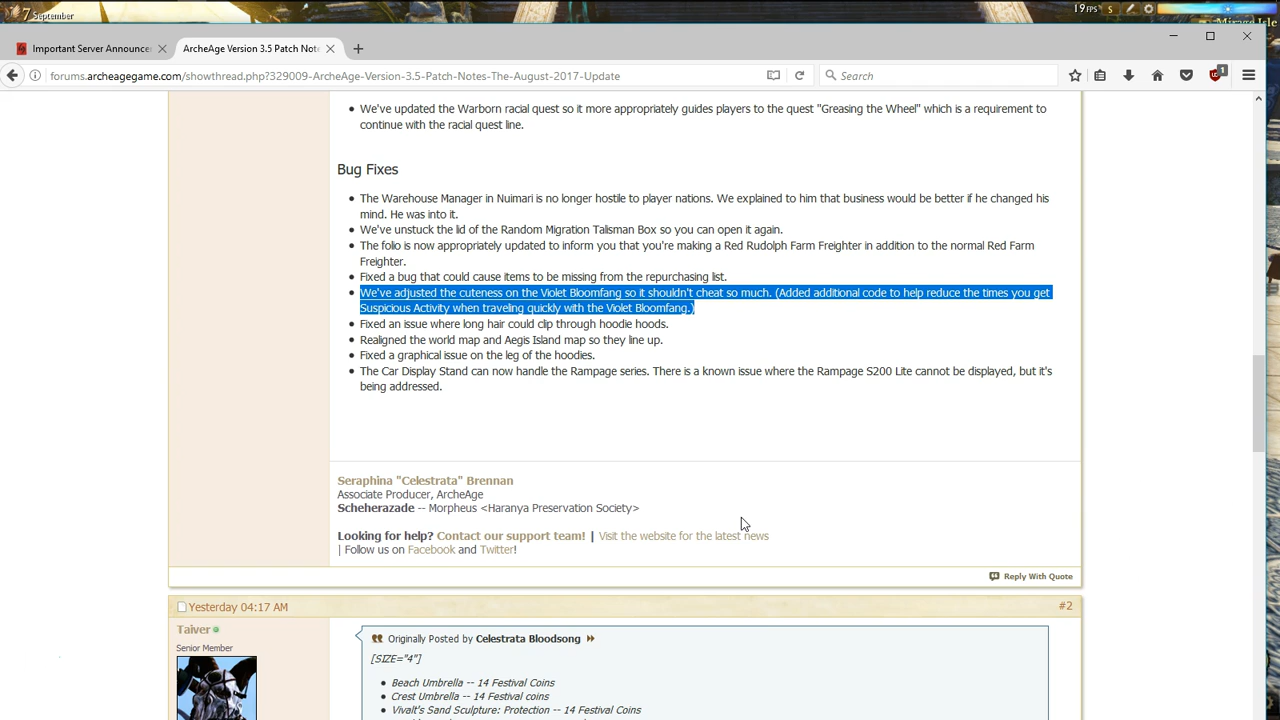 7 September
19 FPS S
Mirage Isle
Important Server Announce
ArcheAge Version 3.5 Patch Not
forums.archeagegame.com/showthread.php?329009-ArcheAge-Version-3.5-Patch-Notes-The-August-2017-Update
Search
1
We've updated the Warborn racial quest so it more appropriately guides players to the quest "Greasing the Wheel" which is a requirement to
continue with the racial quest line.
Bug Fixes
The Warehouse Manager in Nuimari is no longer hostile to player nations. We explained to him that business would be better if he changed his
mind. He was into it.
We've unstuck the lid of the Random Migration Talisman Box so you can open it again.
The folio is now appropriately updated to inform you that you're making a Red Rudolph Farm Freighter in addition to the normal Red Farm
Freighter.
Fixed a bug that could cause items to be missing from the repurchasing list.
We've adjusted the cuteness on the Violet Bloomfang so it shouldn't cheat so much. (Added additional code to help reduce the times you get
Suspicious Activity when traveling quickly with the Violet Bloomfang.)
Fixed an issue where long hair could clip through hoodie hoods.
Realigned the world map and Aegis Island map so they line up.
Fixed a graphical issue on the leg of the hoodies.
The Car Display Stand can now handle the Rampage series. There is a known issue where the Rampage S200 Lite cannot be displayed, but it's
being addressed.
Seraphina "Celestrata" Brennan
Associate Producer, ArcheAge
Scheherazade -- Morpheus <Haranya Preservation Society>
Looking for help? Contact our support team! | Visit the website for the latest news
| Follow us on Facebook and Twitter!
Reply With Quote
Yesterday 04:17 AM
#2
Taiver
Senior Member
Originally Posted by Celestrata Bloodsong
[SIZE="4"]
Beach Umbrella -- 14 Festival Coins
Crest Umbrella -- 14 Festival coins
Vivalt's Sand Sculpture: Protection -- 14 Festival Coins